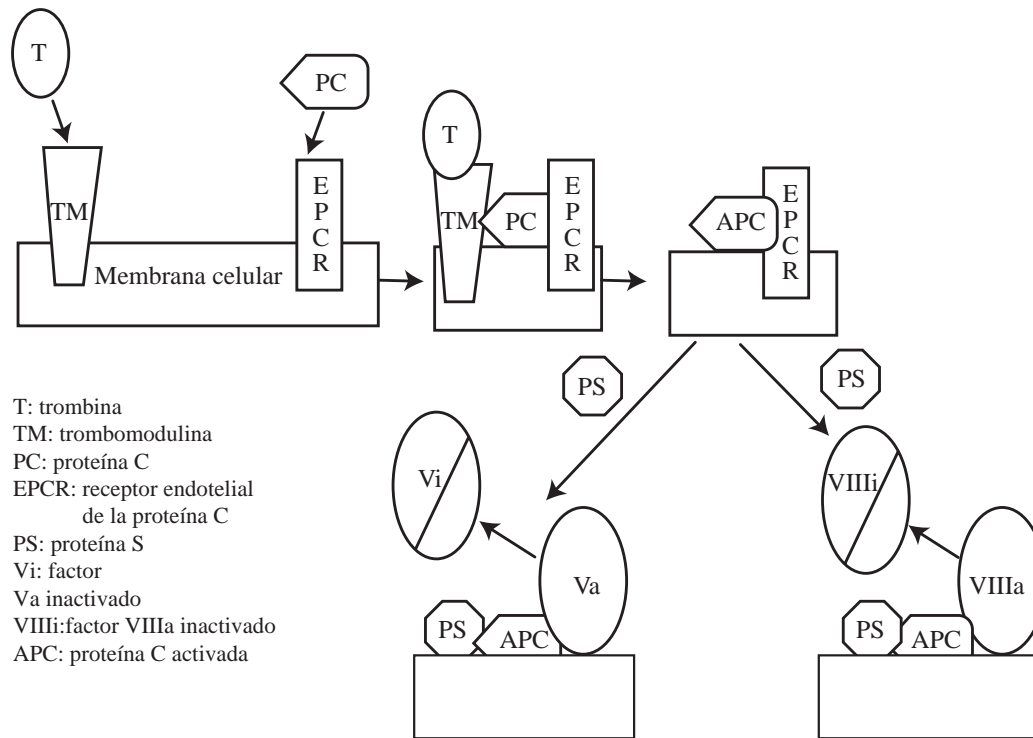 T
PC
TM
E
P
C
R
Membrana celular
T
TM
PC
E
P
C
R
APC
E
P
C
R
PS
PS
T: trombina
TM: trombomodulina
PC: proteína C
EPCR: receptor endotelial
de la proteína C
PS: proteína S
Vi: factor
Va inactivado
VIIIi:factor VIIIa inactivado
APC: proteína C activada
Vi
Va
PS
APC
VIIIi
VIIIa
PS
APC